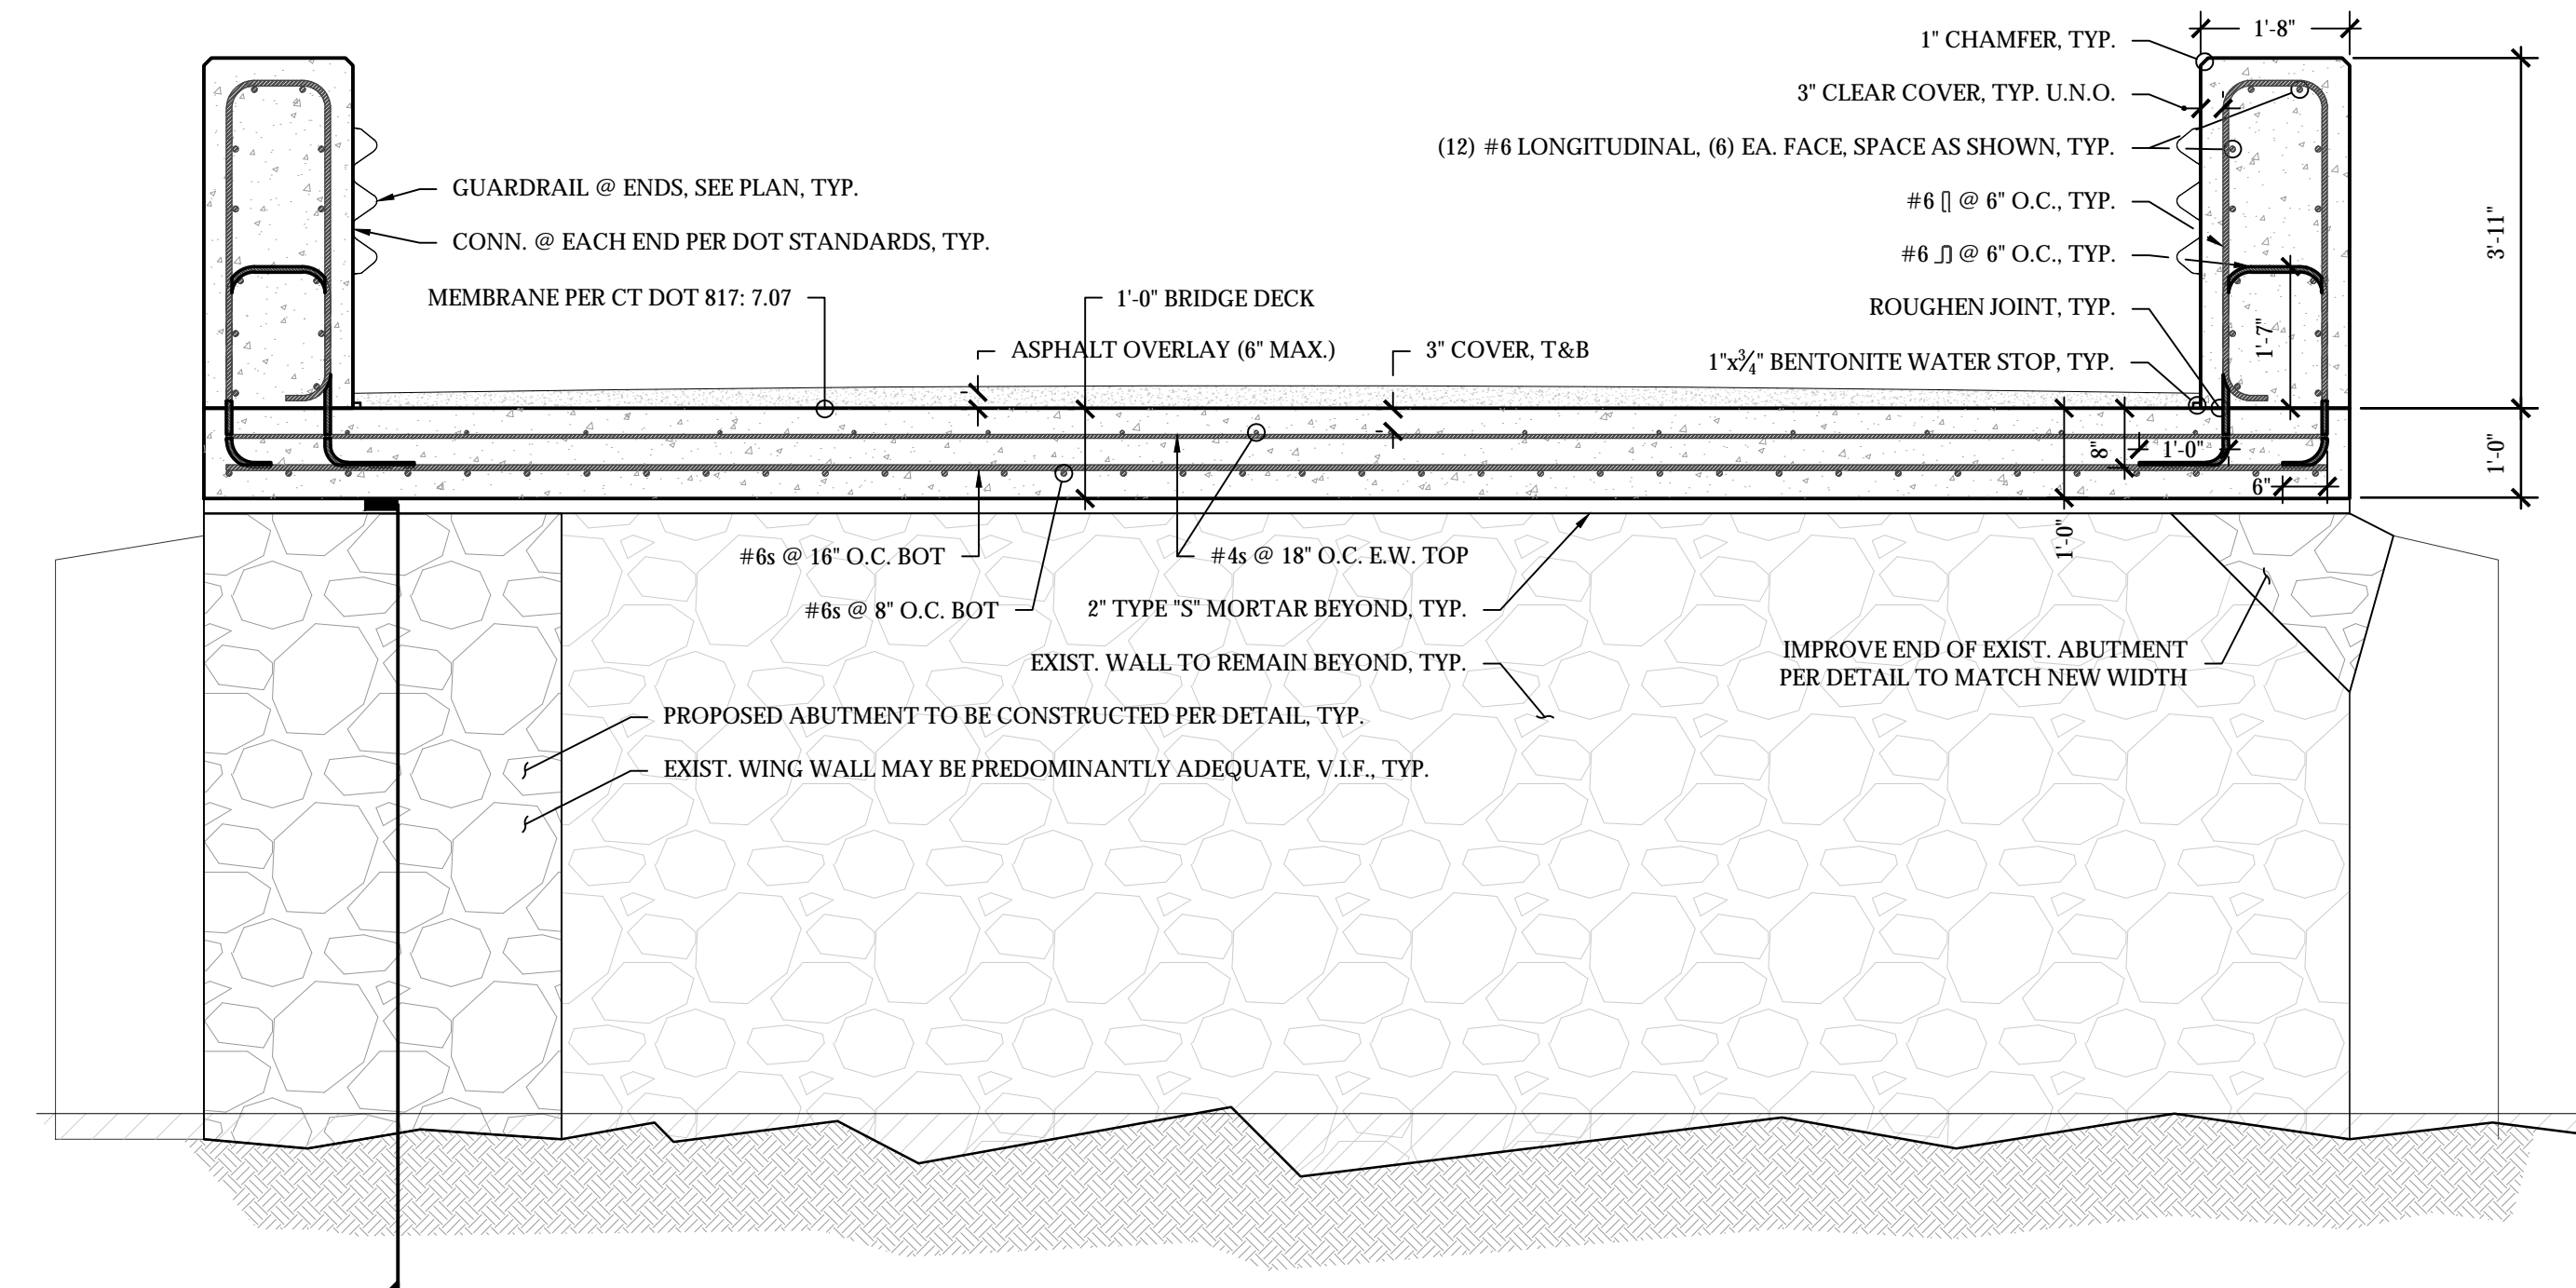 1'-8"
1" CHAMFER, TYP.
3" CLEAR COVER, TYP. U.N.O.
(12) #6 LONGITUDINAL, (6) EA. FACE, SPACE AS SHOWN, TYP.
GUARDRAIL @ ENDS, SEE PLAN, TYP.
#6 @ 6" O.C., TYP.
3'-11"
CONN. @ EACH END PER DOT STANDARDS, TYP.
#6 @ 6" O.C., TYP.
MEMBRANE PER CT DOT 817: 7.07
1'-0" BRIDGE DECK
ROUGHEN JOINT, TYP.
1'-7"
ASPHALT OVERLAY (6" MAX.)
3" COVER, T&B
1"x¾" BENTONITE WATER STOP, TYP.
8"
1'-0"
1'-0"
6"
1'-0"
#6s @ 16" O.C. BOT
#4s @ 18" O.C. E.W. TOP
#6s @ 8" O.C. BOT
2" TYPE "S" MORTAR BEYOND, TYP.
EXIST. WALL TO REMAIN BEYOND, TYP.
IMPROVE END OF EXIST. ABUTMENT
PER DETAIL TO MATCH NEW WIDTH
PROPOSED ABUTMENT TO BE CONSTRUCTED PER DETAIL, TYP.
EXIST. WING WALL MAY BE PREDOMINANTLY ADEQUATE, V.I.F., TYP.